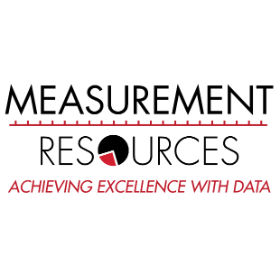 MEASUREMENT
RESOURCES
ACHIEVING EXCELLENCE WITH DATA